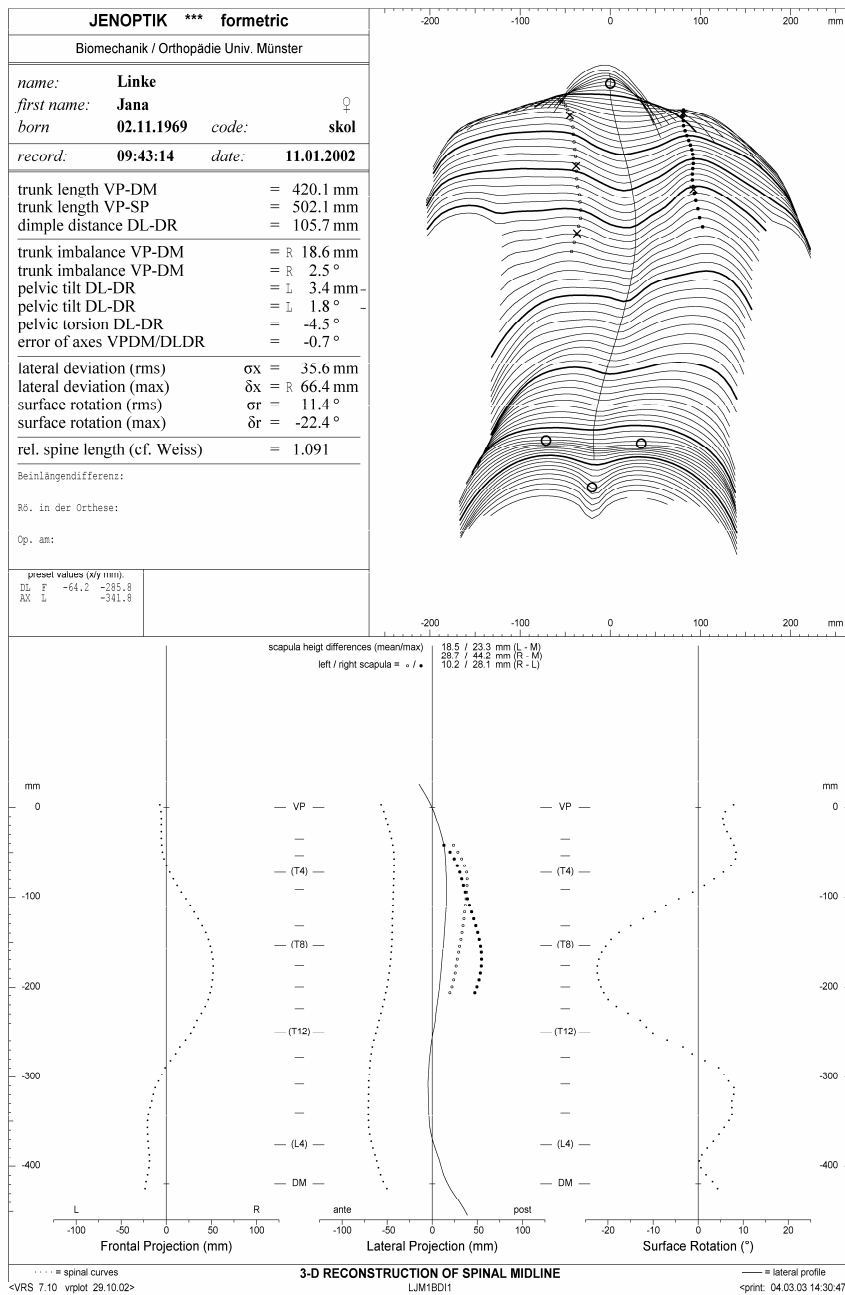 JENOPTIK *** formetric
Biomechanik / Orthopädie Univ. Münster
name: Linke
first name: Jana ♀
born 02.11.1969 code: skol
record: 09:43:14 date: 11.01.2002
trunk length VP-DM = 420.1 mm
trunk length VP-SP = 502.1 mm
dimple distance DL-DR = 105.7 mm
trunk imbalance VP-DM = R 18.6 mm
trunk imbalance VP-DM = R 2.5 °
pelvic tilt DL-DR = L 3.4 mm
pelvic tilt DL-DR = L 1.8 °
pelvic torsion DL-DR = -4.5 °
error of axes VPDM/DLDR = -0.7 °
lateral deviation (rms) σx = 35.6 mm
lateral deviation (max) δx = R 66.4 mm
surface rotation (rms) σr = 11.4 °
surface rotation (max) δr = -22.4 °
rel. spine length (cf. Weiss) = 1.091
Beinlängendifferenz:
Rö. in der Orthese:
Op. am:
preset values (x/y mm):
DL F -64.2 -285.8
AX L -341.8
-200 -100 0 100 200 mm
-200 -100 0 100 200 mm
scapula heigt differences (mean/max) 18.5 / 23.3 mm (L - M)
28.7 / 44.2 mm (R - M)
left / right scapula = ∘ / • 10.2 / 28.1 mm (R - L)
mm mm
0 VP VP 0
(T4) (T4)
-100 -100
(T8) (T8)
-200 -200
(T12) (T12)
-300 -300
(L4) (L4)
-400 -400
DM DM
L R ante post
-100 -50 0 50 100 -100 -50 0 50 100 -20 -10 0 10 20
Frontal Projection (mm) Lateral Projection (mm) Surface Rotation (°)
···· = spinal curves 3-D RECONSTRUCTION OF SPINAL MIDLINE — = lateral profile
<VRS 7.10 vrplot 29.10.02> LJM1BDI1 <print: 04.03.03 14:30:47